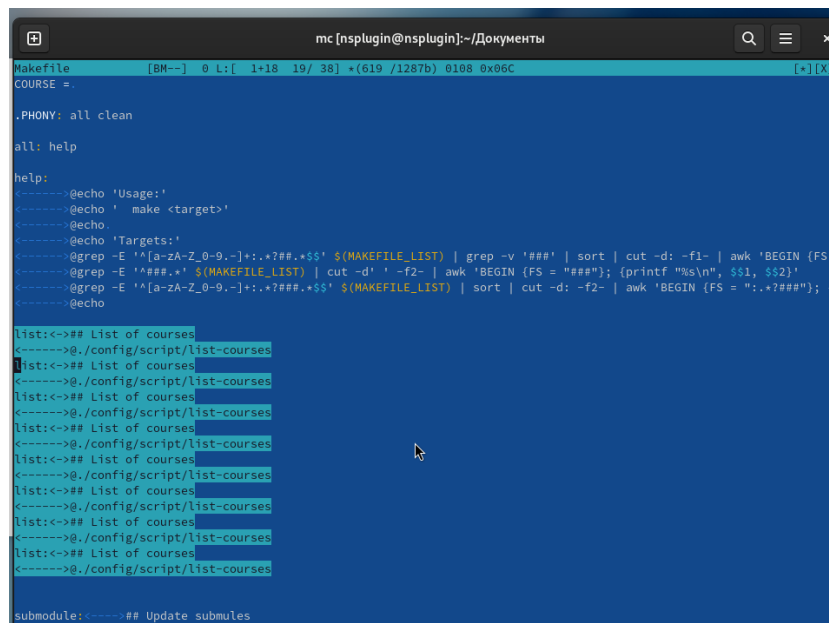 mc [nsplugin@nsplugin]:~/Документы
Makefile [BM--] 0 L:[ 1+18 19/ 38] *(619 /1287b) 0108 0x06C [*][X
COURSE =.
.PHONY: all clean
all: help
help:
<------>@echo 'Usage:'
<------>@echo '  make <target>'
<------>@echo.
<------>@echo 'Targets:'
<------>@grep -E '^[a-zA-Z_0-9.-]+:.*?##.*$$' $(MAKEFILE_LIST) | grep -v '###' | sort | cut -d: -f1- | awk 'BEGIN {FS
<------>@grep -E '^###.*' $(MAKEFILE_LIST) | cut -d' ' -f2- | awk 'BEGIN {FS = "###"}; {printf "%s\n", $$1, $$2}'
<------>@grep -E '^[a-zA-Z_0-9.-]+:.*?###.*$$' $(MAKEFILE_LIST) | sort | cut -d: -f2- | awk 'BEGIN {FS = ":.*?###"};
<------>@echo
list:<->## List of courses
<------>@./config/script/list-courses
list:<->## List of courses
<------>@./config/script/list-courses
list:<->## List of courses
<------>@./config/script/list-courses
list:<->## List of courses
<------>@./config/script/list-courses
list:<->## List of courses
<------>@./config/script/list-courses
list:<->## List of courses
<------>@./config/script/list-courses
list:<->## List of courses
<------>@./config/script/list-courses
list:<->## List of courses
<------>@./config/script/list-courses
submodule:<---->## Update submules